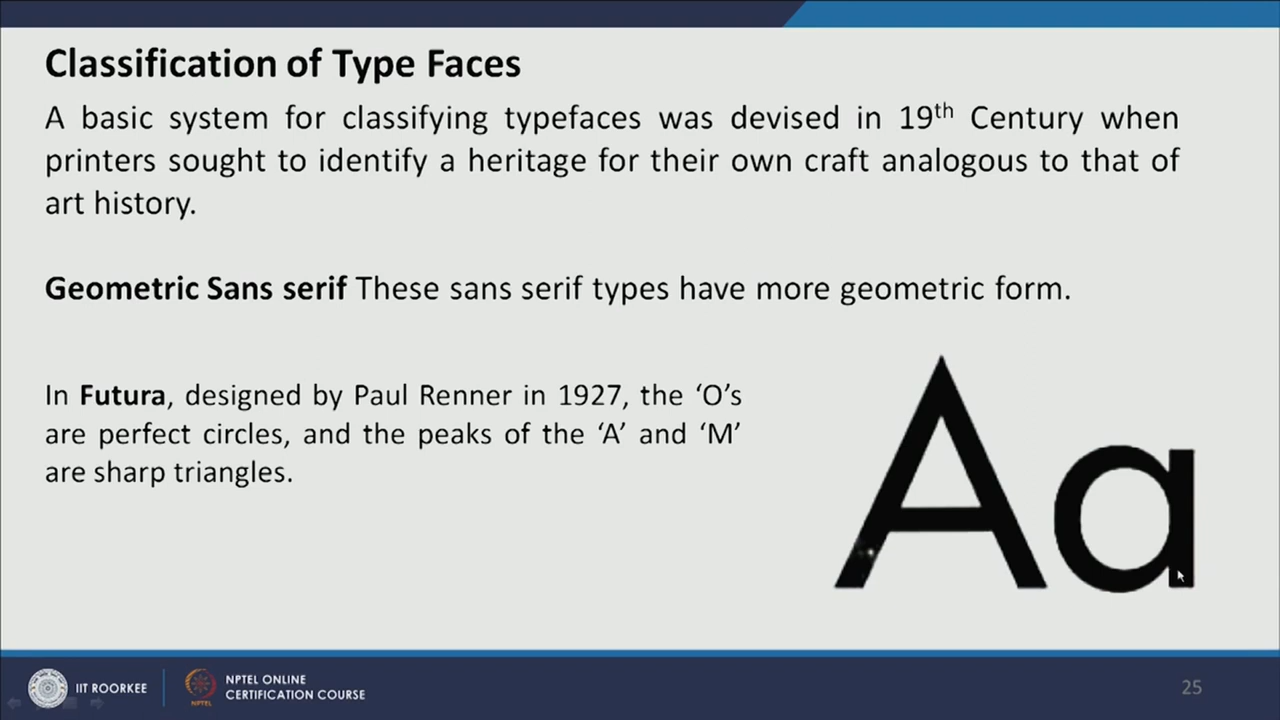 Classification of Type Faces
A basic system for classifying typefaces was devised in 19th Century when
printers sought to identify a heritage for their own craft analogous to that of
art history.
Geometric Sans serif These sans serif types have more geometric form.
In Futura, designed by Paul Renner in 1927, the ‘O’s
are perfect circles, and the peaks of the ‘A’ and ‘M’
are sharp triangles.
Aa
IIT ROORKEE
NPTEL
NPTEL ONLINE
CERTIFICATION COURSE
25